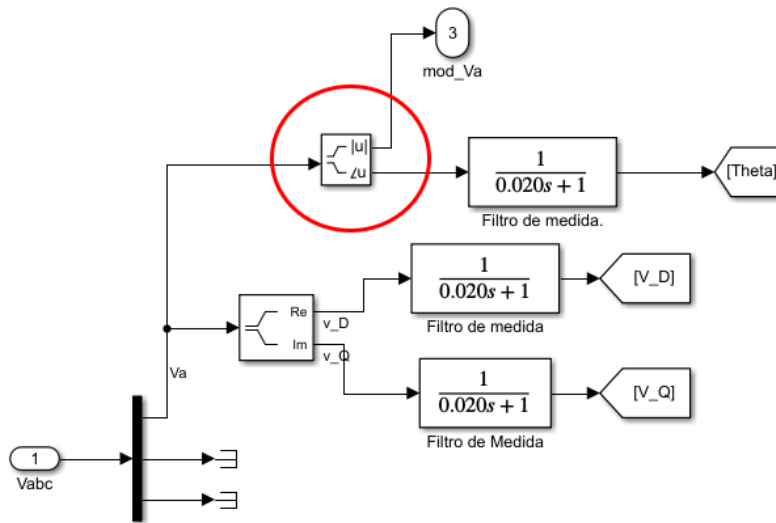 3
mod_Va
|u|
∠u
1
0.020s + 1
Filtro de medida.
[Theta]
1
0.020s + 1
Filtro de medida
[V_D]
Re
Im
v_D
v_Q
1
0.020s + 1
Filtro de Medida
[V_Q]
Va
1
Vabc